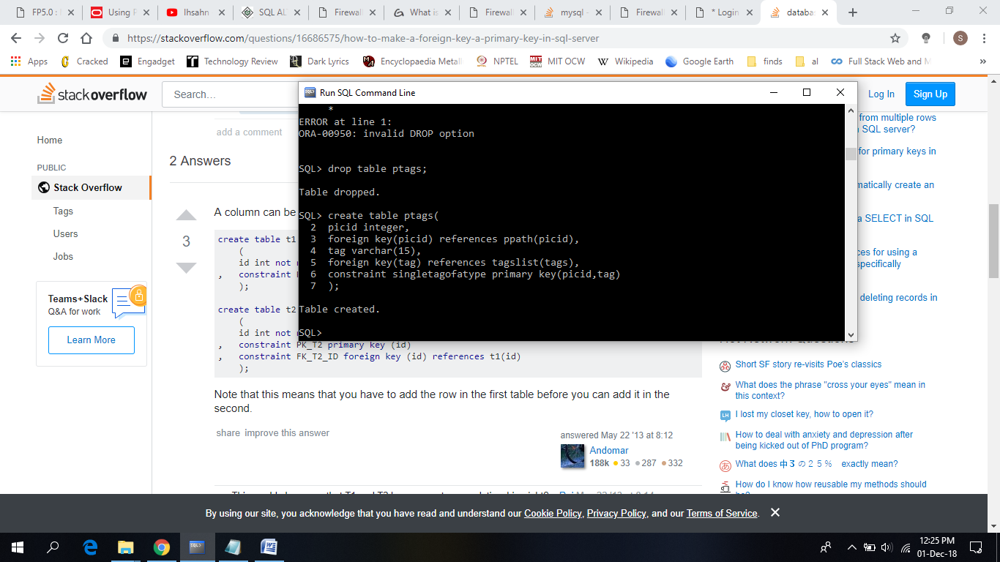 FP5.0 :
Using F
Ihsahn
SQL AL
Firewall
What is
Firewall
mysql -
Firewall
* Login
databas
https://stackoverflow.com/questions/16686575/how-to-make-a-foreign-key-a-primary-key-in-sql-server
S
Apps Cracked Engadget Technology Review Dark Lyrics Encyclopaedia Metal NPTEL MIT OCW Wikipedia Google Earth finds al Full Stack Web and M »
stackoverflow
Search...
Log In
Sign Up
Home
PUBLIC
Stack Overflow
Tags
Users
Jobs
Teams+Slack
Q&A for work
Learn More
add a comment
2 Answers
3
A column can be
create table t1
(
id int not n
, constraint
);
create table t2
(
id int not n
, constraint PK_T2 primary key (id)
, constraint FK_T2_ID foreign key (id) references t1(id)
);
Note that this means that you have to add the row in the first table before you can add it in the
second.
share improve this answer
answered May 22 '13 at 8:12
Andomar
188k 33 287 332
Run SQL Command Line
*
ERROR at line 1:
ORA-00950: invalid DROP option
SQL> drop table ptags;
Table dropped.
SQL> create table ptags(
2 picid integer,
3 foreign key(picid) references ppath(picid),
4 tag varchar(15),
5 foreign key(tag) references tagslist(tags),
6 constraint singletagofatype primary key(picid,tag)
7 );
Table created.
SQL>
from multiple rows
SQL server?
for primary keys in
matically create an
a SELECT in SQL
ces for using a
specifically
deleting records in
Short SF story re-visits Poe's classics
What does the phrase "cross your eyes" mean in
this context?
LH
I lost my closet key, how to open it?
How to deal with anxiety and depression after
being kicked out of PhD program?
あ
What does 中３の２５％ exactly mean?
How do I know how reusable my methods should
By using our site, you acknowledge that you have read and understand our Cookie Policy, Privacy Policy, and our Terms of Service.
12:25 PM
01-Dec-18